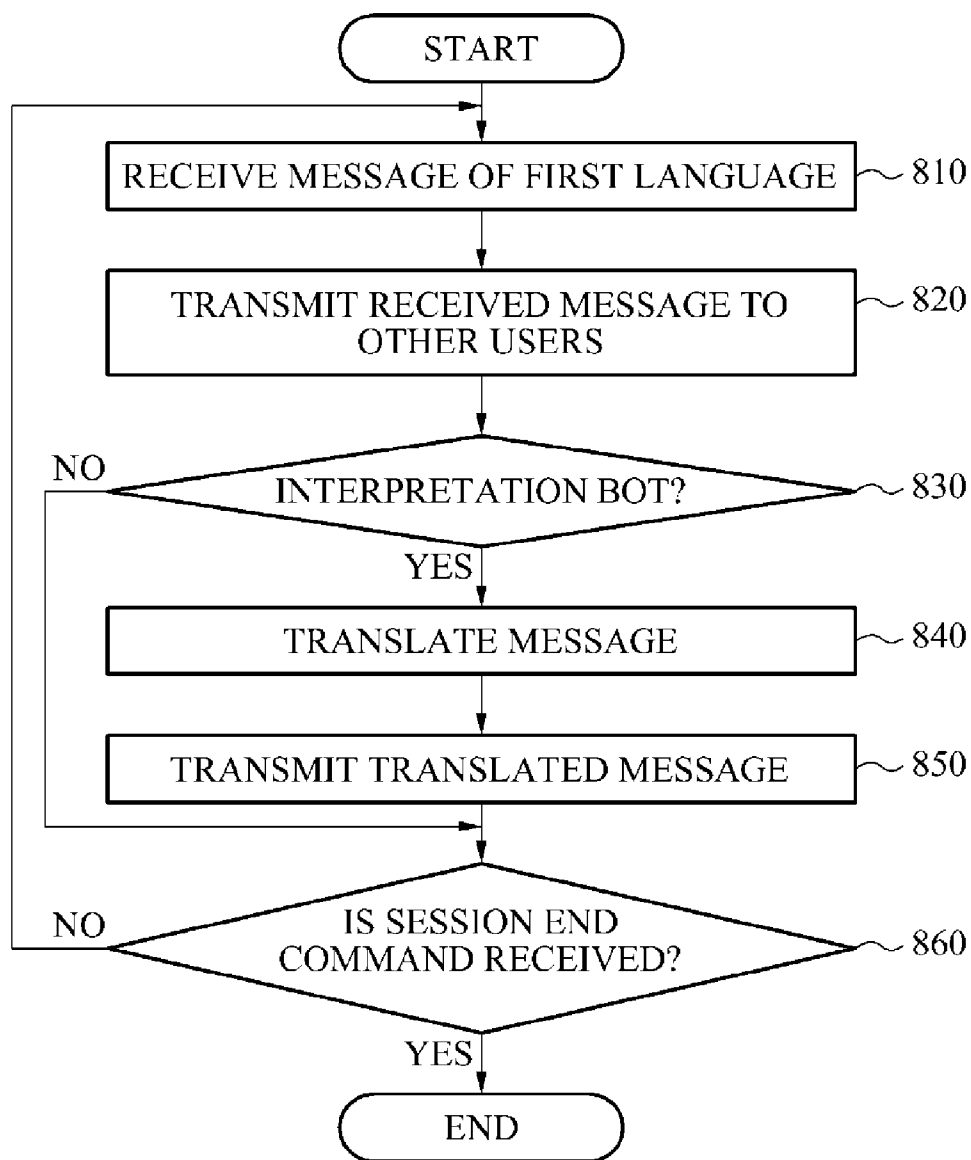 START
RECEIVE MESSAGE OF FIRST LANGUAGE
810
TRANSMIT RECEIVED MESSAGE TO
OTHER USERS
820
NO
INTERPRETATION BOT?
830
YES
TRANSLATE MESSAGE
840
TRANSMIT TRANSLATED MESSAGE
850
NO
IS SESSION END
COMMAND RECEIVED?
860
YES
END